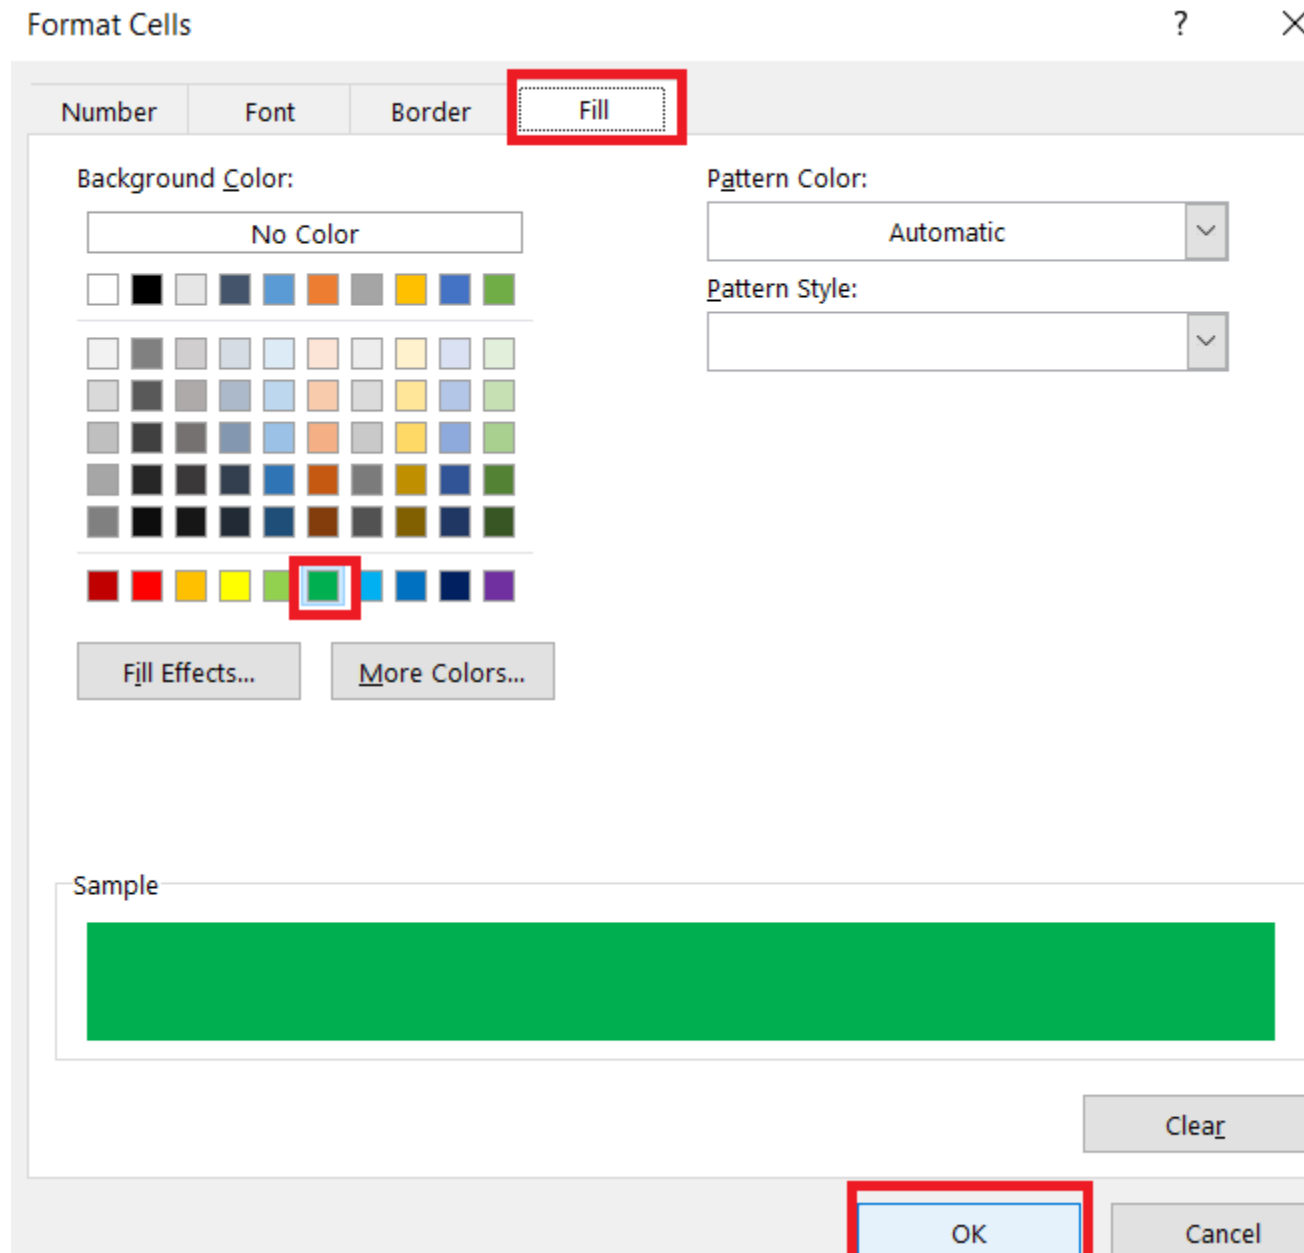 Format Cells ?
Number Font Border Fill
Background Color:
No Color
Pattern Color:
Automatic
Pattern Style:
Fill Effects... More Colors...
Sample
Clear
OK Cancel